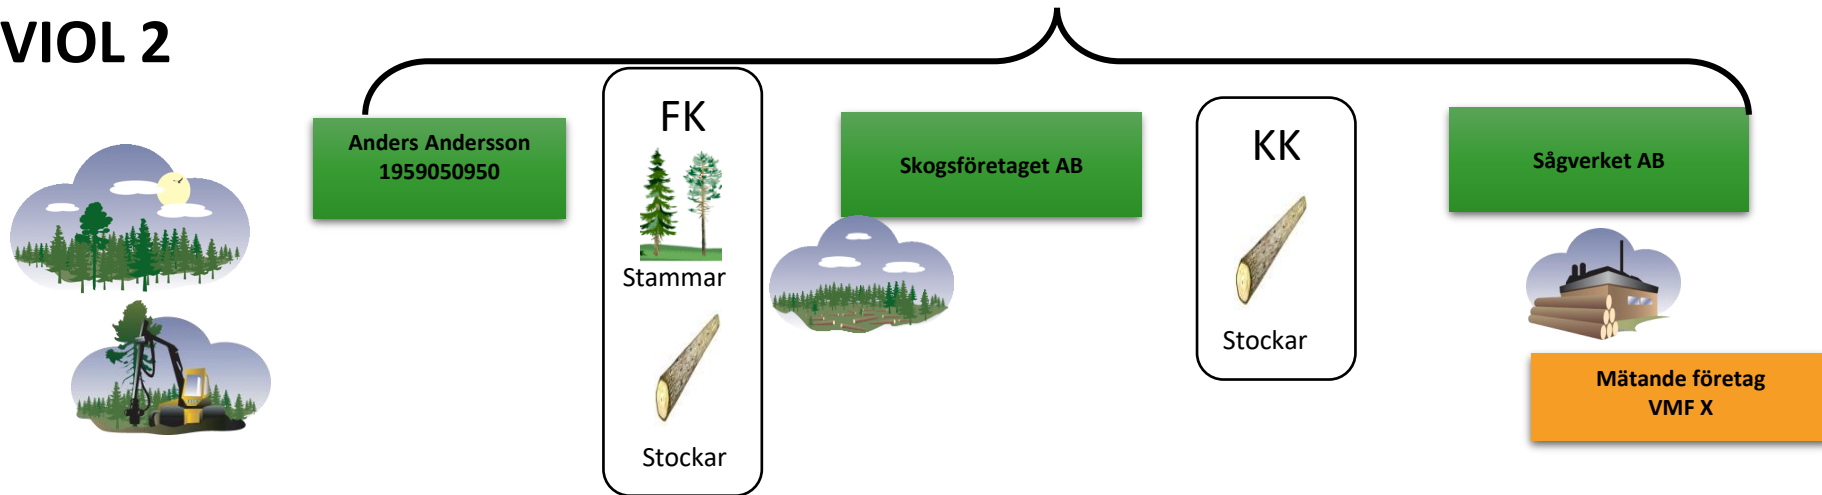 VIOL 2
Anders Andersson
1959050950
FK
Stammar
Stockar
Skogsföretaget AB
KK
Stockar
Sågverket AB
Mätande företag
VMF X